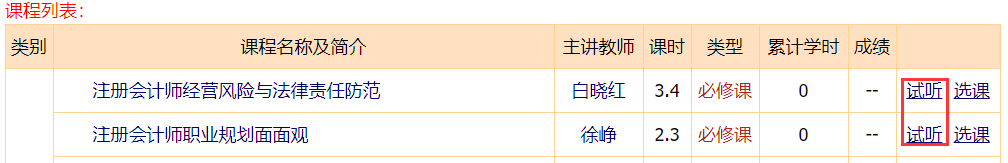 课程列表：
类别 课程名称及简介 主讲教师 课时 类型 累计学时 成绩
注册会计师经营风险与法律责任防范 白晓红 3.4 必修课 0 -- 试听 选课
注册会计师职业规划面面观 徐峥 2.3 必修课 0 -- 试听 选课